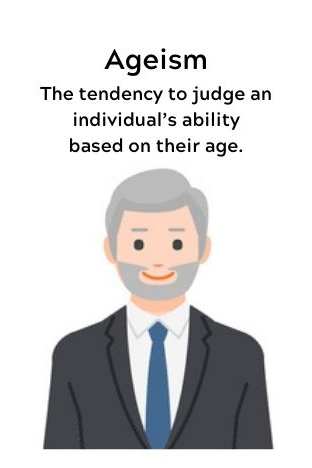 Ageism
The tendency to judge an
individual's ability
based on their age.